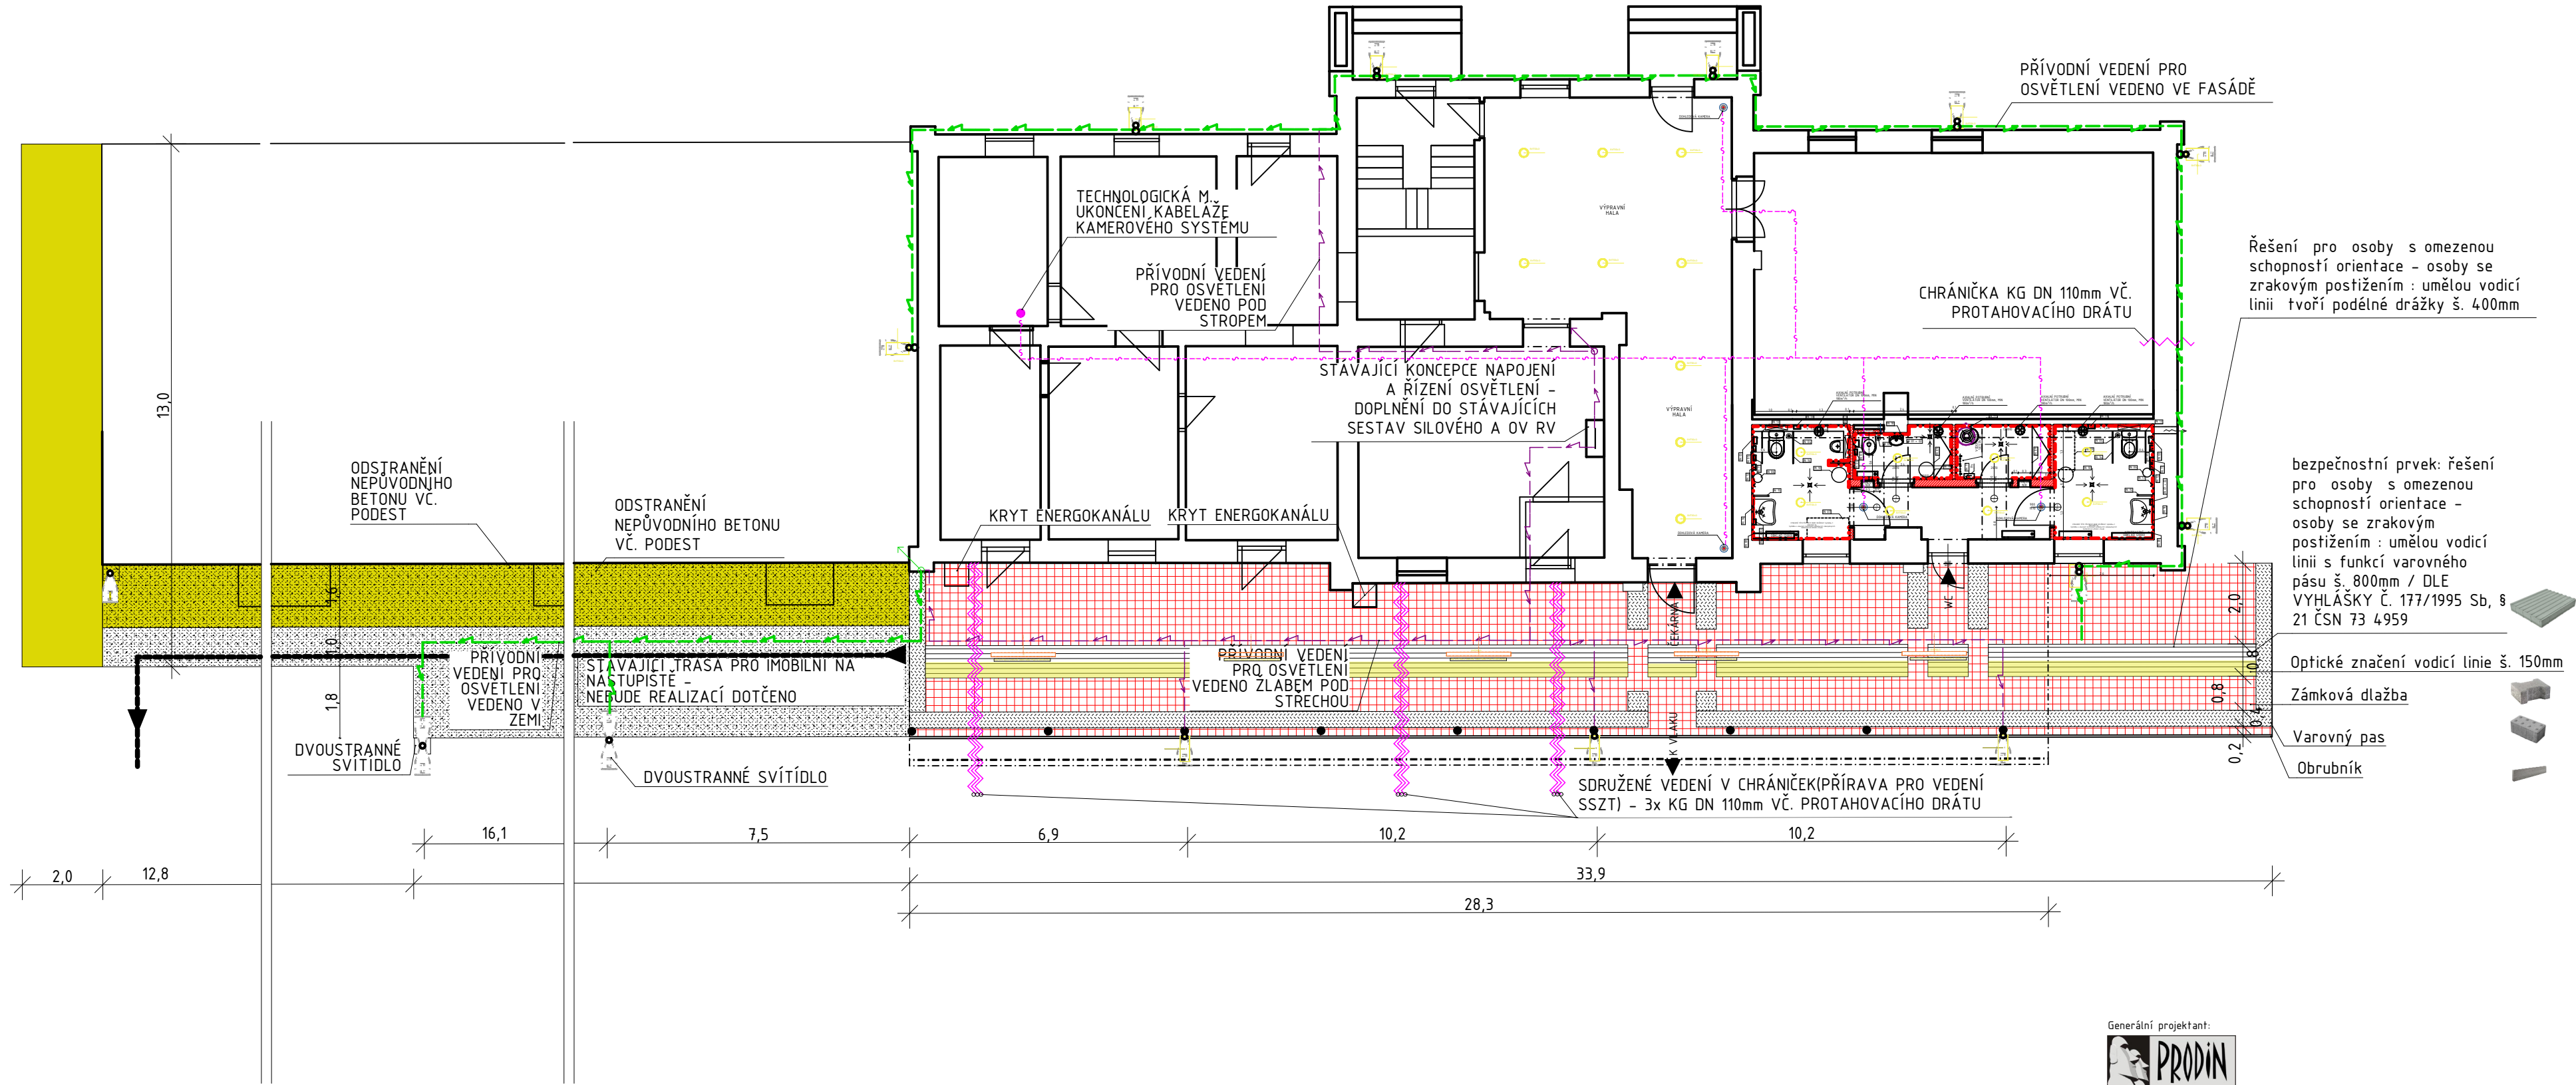 PŘÍVODNÍ VEDENÍ PRO
OSVĚTLENÍ VEDENO VE FASÁDĚ
TECHNOLOGICKÁ M.
UKONČENÍ KABELÁŽE
KAMEROVÉHO SYSTÉMU
VÝPRAVNÍ
HALA
PŘÍVODNÍ VEDENÍ
PRO OSVĚTLENÍ
VEDENO POD
STROPEM
Řešení pro osoby s omezenou
schopností orientace – osoby se
zrakovým postižením : umělou vodicí
linii tvoří podélné drážky š. 400mm
CHRÁNIČKA KG DN 110mm VČ.
PROTAHOVACÍHO DRÁTU
13,0
STÁVAJÍCÍ KONCEPCE NAPOJENÍ
A ŘÍZENÍ OSVĚTLENÍ –
DOPLNĚNÍ DO STÁVAJÍCÍCH
SESTAV SILOVÉHO A OV RV
VÝPRAVNÍ
HALA
ODSTRANĚNÍ
NEPŮVODNÍHO
BETONU VČ.
PODEST
ODSTRANĚNÍ
NEPŮVODNÍHO BETONU
VČ. PODEST
KRYT ENERGOKANÁLU
KRYT ENERGOKANÁLU
bezpečnostní prvek: řešení
pro osoby s omezenou
schopností orientace –
osoby se zrakovým
postižením : umělou vodicí
linii s funkcí varovného
pásu š. 800mm / DLE
VYHLÁŠKY Č. 177/1995 Sb, §
21 ČSN 73 4959
1,6
1,0
1,8
ČEKÁRNA
WC
2,0
0,8
0,8
0,4
0,2
PŘÍVODNÍ
VEDENÍ PRO
OSVĚTLENÍ
VEDENO V
ZEMI
STÁVAJÍCÍ TRASA PRO IMOBILNÍ NA
NÁSTUPIŠTĚ –
NEBUDE REALIZACÍ DOTČENO
PŘÍVODNÍ VEDENÍ
PRO OSVĚTLENÍ
VEDENO ŽLABEM POD
STŘECHOU
Optické značení vodicí linie š. 150mm
Zámková dlažba
Varovný pas
Obrubník
K VLAKU
DVOUSTRANNÉ
SVÍTIDLO
DVOUSTRANNÉ SVÍTÍDLO
SDRUŽENÉ VEDENÍ V CHRÁNIČEK(PŘÍRAVA PRO VEDENÍ
SSZT) – 3x KG DN 110mm VČ. PROTAHOVACÍHO DRÁTU
16,1
7,5
6,9
10,2
10,2
2,0
12,8
33,9
28,3
Generální projektant:
PRODIN